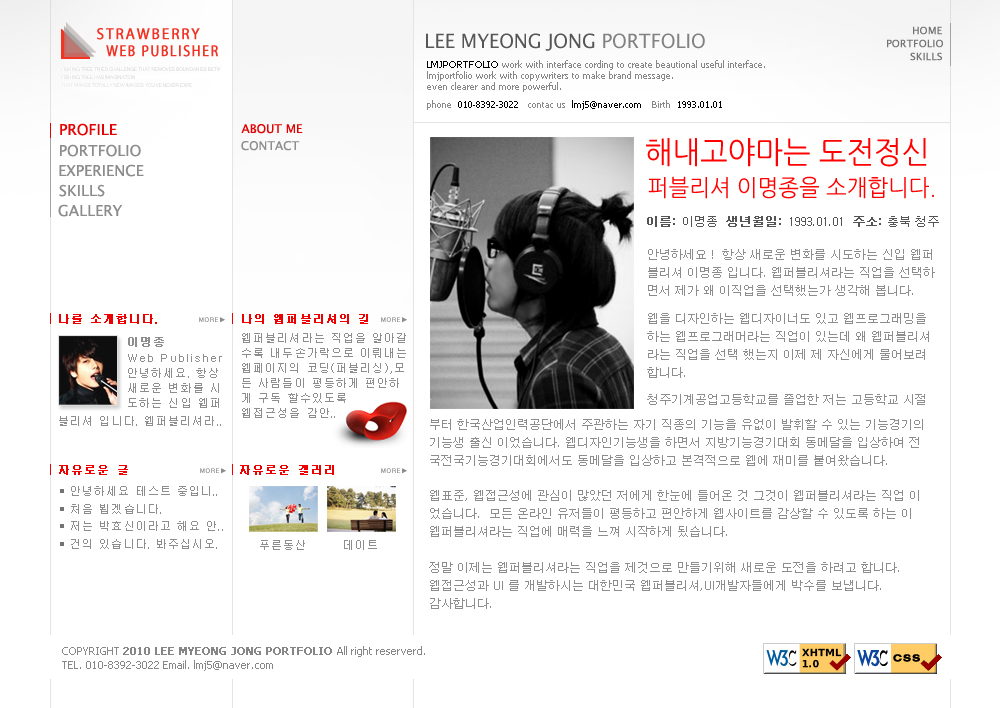 STRAWBERRY
WEB PUBLISHER
LEE MYEONG JONG PORTFOLIO
LMJPORTFOLIO work with interface cording to create beautional useful interface.
lmjportfolio work with copywriters to make brand message.
even clearer and more powerful.
phone 010-8392-3022 contac us lmj5@naver.com Birth 1993.01.01
HOME
PORTFOLIO
SKILLS
PROFILE
PORTFOLIO
EXPERIENCE
SKILLS
GALLERY
ABOUT ME
CONTACT
해내고야마는 도전정신
퍼블리셔 이명종을 소개합니다.
이름: 이명종 생년월일: 1993.01.01 주소: 충북 청주
안녕하세요 ! 항상 새로운 변화를 시도하는 신입 웹퍼
블리셔 이명종 입니다. 웹퍼블리셔라는 직업을 선택하
면서 제가 왜 이직업을 선택했는가 생각해 봅니다.
웹을 디자인하는 웹디자이너도 있고 웹프로그래밍을
하는 웹프로그래머라는 직업이 있는데 왜 웹퍼블리셔
라는 직업을 선택 했는지 이제 제 자신에게 물어보려
합니다.
청주기계공업고등학교를 졸업한 저는 고등학교 시절
부터 한국산업인력공단에서 주관하는 자기 직종의 기능을 유없이 발휘할 수 있는 기능경기의
기능생 출신 이었습니다. 웹디자인기능생을 하면서 지방기능경기대회 동메달을 입상하여 전
국전국기능경기대회에서도 동메달을 입상하고 본격적으로 웹에 재미를 붙여왔습니다.
웹표준, 웹접근성에 관심이 많았던 저에게 한눈에 들어온 것 그것이 웹퍼블리셔라는 직업 이
었습니다. 모든 온라인 유저들이 평등하고 편안하게 웹사이트를 감상할 수 있도록 하는 이
웹퍼블리셔라는 직업에 매력을 느껴 시작하게 됬습니다.
정말 이제는 웹퍼블리셔라는 직업을 제것으로 만들기위해 새로운 도전을 하려고 합니다.
웹접근성과 UI 를 개발하시는 대한민국 웹퍼블리셔,UI개발자들에게 박수를 보냅니다.
감사합니다.
나를 소개합니다. MORE
이명종
Web Publisher
안녕하세요, 항상
새로운 변화를 시
도하는 신입 웹퍼
블리셔 입니다, 웹퍼블리셔라..
나의 웹퍼블리셔의 길 MORE
웹퍼블리셔라는 직업을 알아갈
수록 내두손가락으로 이뤄내는
웹페이지의 코딩(퍼블리싱),모
든 사람들이 평등하게 편안하
게 구독 할수있도록
웹접근성을 감안..
자유로운 글 MORE
안녕하세요 테스트 중입니..
처음 뵙겠습니다.
저는 박효신이라고 해요 안..
건의 있습니다. 봐주십시오.
자유로운 갤러리 MORE
푸른동산
데이트
COPYRIGHT 2010 LEE MYEONG JONG PORTFOLIO All right reserverd.
TEL. 010-8392-3022 Email. lmj5@naver.com
W3C XHTML 1.0
W3C css